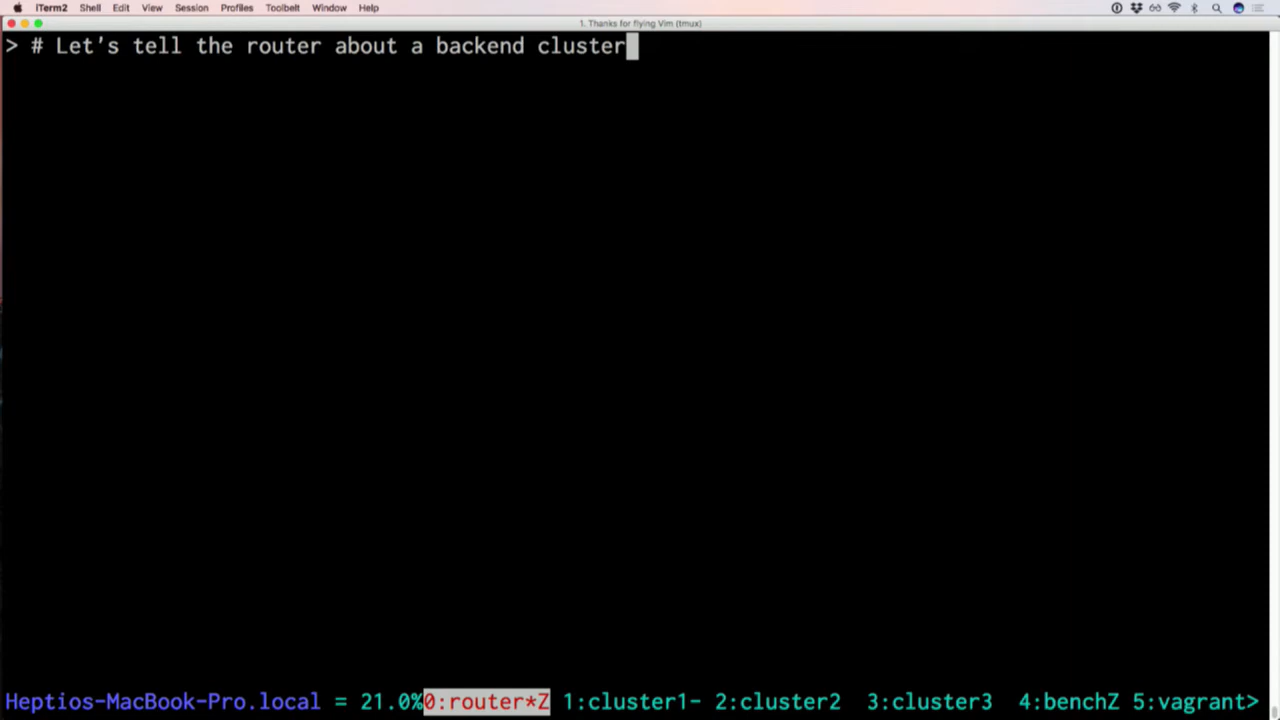 iTerm2 Shell Edit View Session Profiles Toolbelt Window Help
1. Thanks for flying Vim (tmux)
> # Let's tell the router about a backend cluster
Heptios-MacBook-Pro.local = 21.0%0:router*Z 1:cluster1- 2:cluster2 3:cluster3 4:benchZ 5:vagrant>